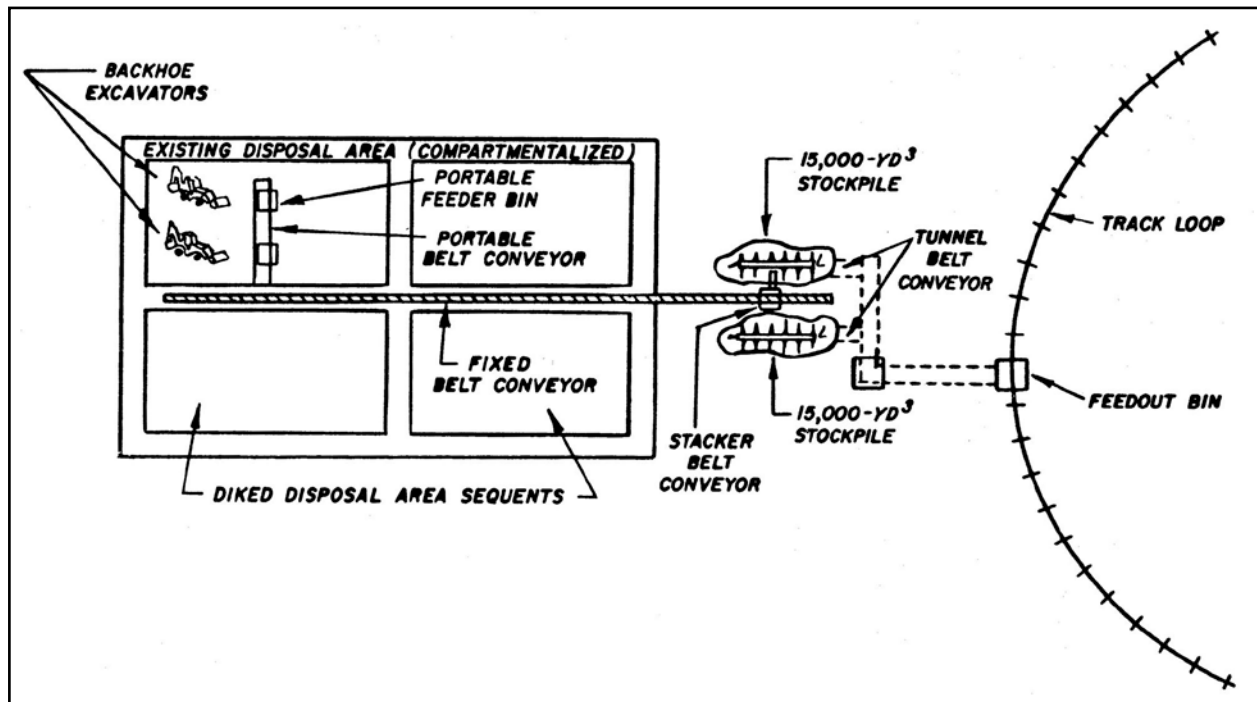 BACKHOE
EXCAVATORS
EXISTING DISPOSAL AREA (COMPARTMENTALIZED)
PORTABLE
FEEDER BIN
PORTABLE
BELT CONVEYOR
FIXED
BELT CONVEYOR
DIKED DISPOSAL AREA SEQUENTS
15,000-YD³
STOCKPILE
TUNNEL
BELT
CONVEYOR
15,000-YD³
STOCKPILE
STACKER
BELT
CONVEYOR
TRACK LOOP
FEEDOUT BIN